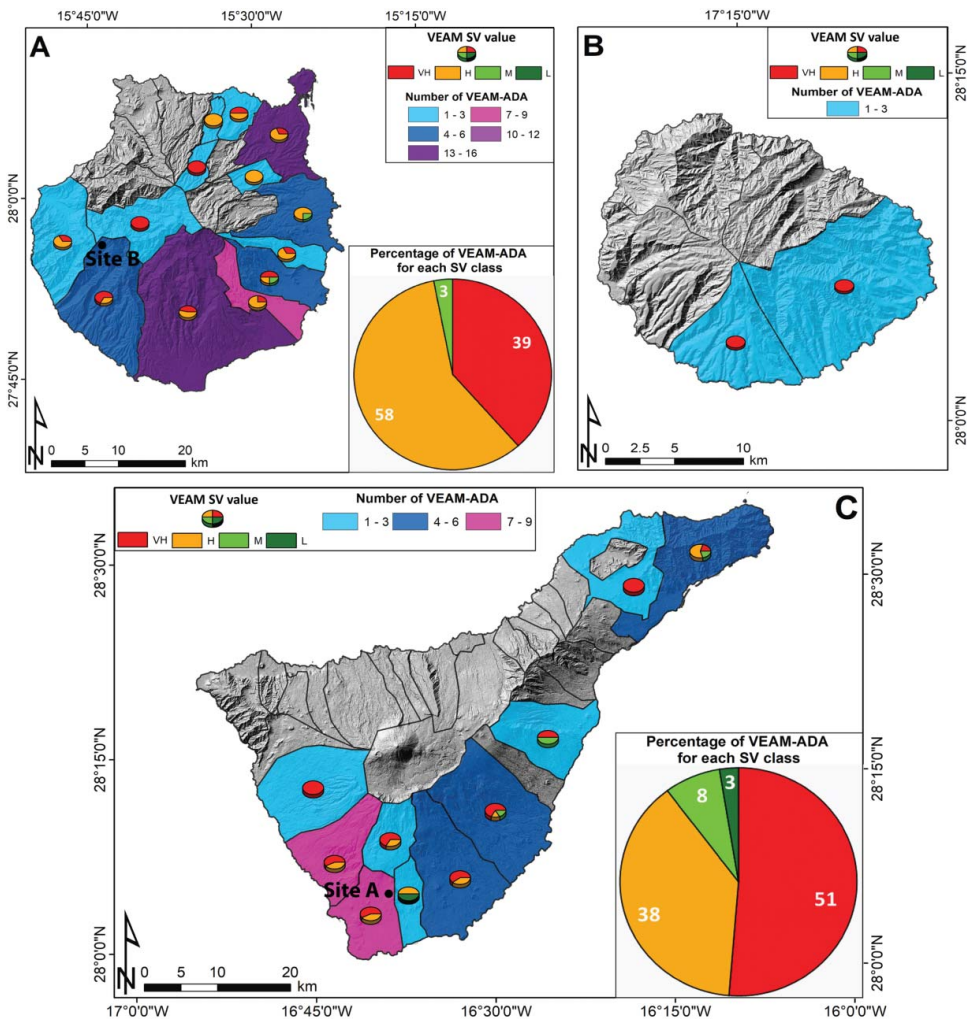 15°45'0"W 15°30'0"W 15°15'0"W
A
VEAM SV value
VH H M L
Number of VEAM-ADA
1 - 3 7 - 9
4 - 6 10 - 12
13 - 16
28°0'0"N
27°45'0"N
Site B
Percentage of VEAM-ADA
for each SV class
3
39
58
N
0 5 10 20
km
17°15'0"W
B
VEAM SV value
VH H M L
Number of VEAM-ADA
1 - 3
28°15'0"N
28°0'0"N
N
0 2.5 5 10
km
C
VEAM SV value
VH H M L
Number of VEAM-ADA
1 - 3 4 - 6 7 - 9
28°30'0"N 28°30'0"N
28°15'0"N 28°15'0"N
28°0'0"N 28°0'0"N
Site A
Percentage of VEAM-ADA
for each SV class
3
8
38
51
N
0 5 10 20
km
17°0'0"W 16°45'0"W 16°30'0"W 16°15'0"W 16°0'0"W